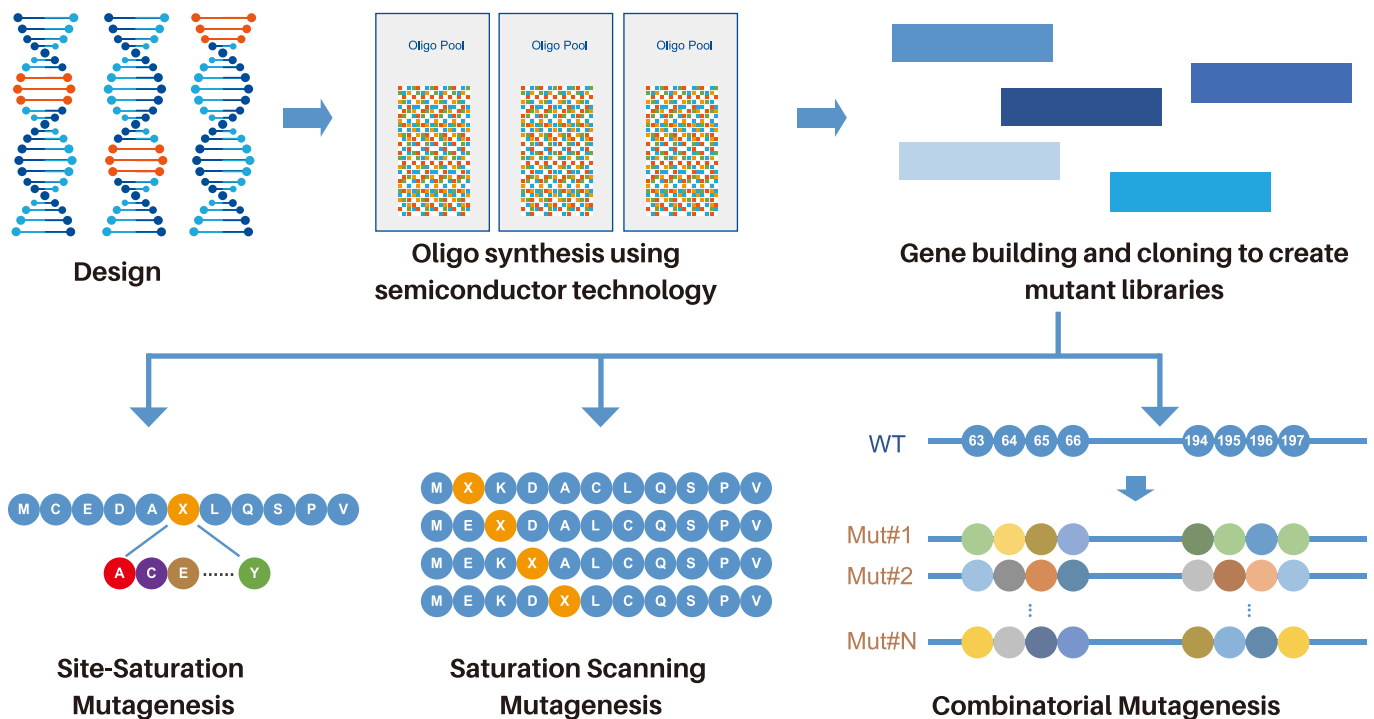 Oligo Pool
Oligo Pool
Oligo Pool
Design
Oligo synthesis using
semiconductor technology
Gene building and cloning to create
mutant libraries
M C E D A X L Q S P V
A C E ...... Y
Site-Saturation
Mutagenesis
M X K D A C L Q S P V
M E X D A L C Q S P V
M E K X A L C Q S P V
M E K D X L C Q S P V
Saturation Scanning
Mutagenesis
WT 63 64 65 66 194 195 196 197
Mut#1
Mut#2
Mut#N
Combinatorial Mutagenesis